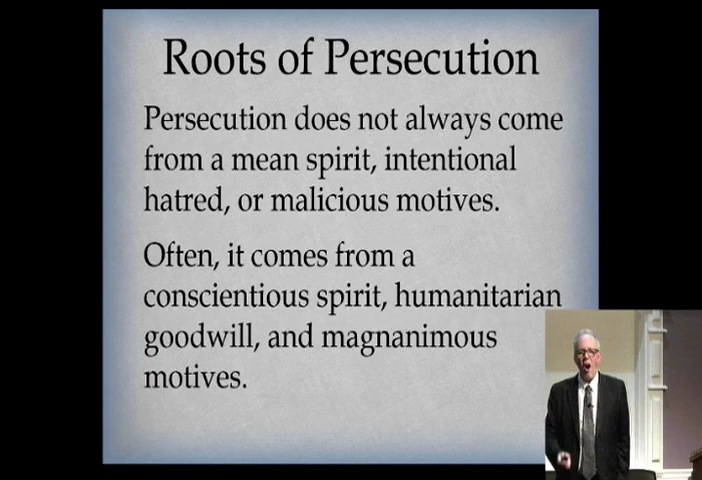 Roots of Persecution
Persecution does not always come
from a mean spirit, intentional
hatred, or malicious motives.
Often, it comes from a
conscientious spirit, humanitarian
goodwill, and magnanimous
motives.